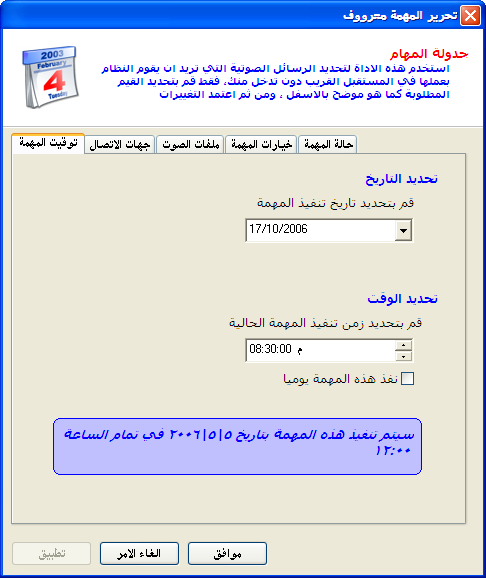 تحرير المهمة معرووف
جدولة المهام
استخدم هذه الاداة لتحديد الرسائل الصوتية التي تريد ان يقوم النظام
بعملها في المستقبل القريب دون تدخل منك، فقط قم بتحديد القيم
المطلوبة كما هو موضح بالاسفل ، ومن ثم اعتمد التغييرات
2003
February
4
Tuesday
حالة المهمة
خيارات المهمة
ملفات الصوت
جهات الاتصال
توقيت المهمة
تحديد التاريخ
قم بتحديد تاريخ تنفيذ المهمة
17/10/2006
تحديد الوقت
قم بتحديد زمن تنفيذ المهمة الحالية
08:30:00 م
نفذ هذه المهمة يوميا
سيتم تنفيذ هذه المهمة بتاريخ ٥|٥|٢٠٠٦ في تمام الساعة
١٢:٠٠
موافق
الغاء الامر
تطبيق